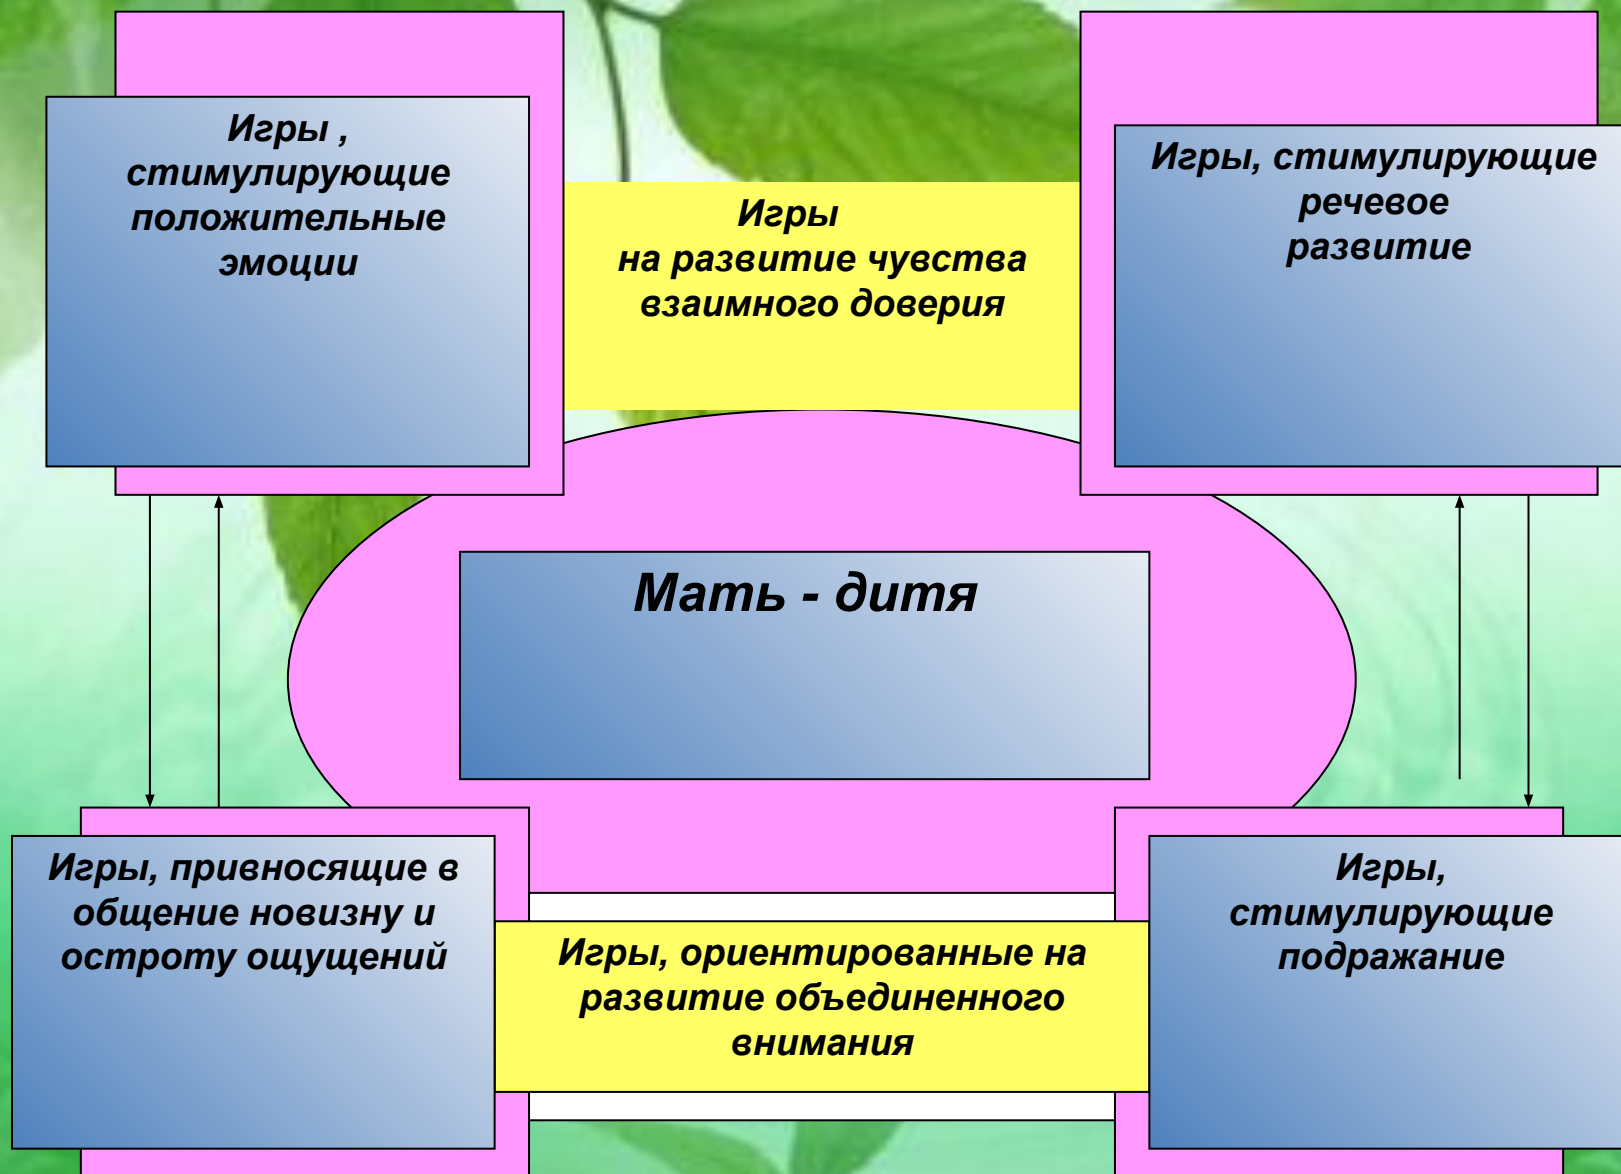 Игры ,
стимулирующие
положительные
эмоции
Игры
на развитие чувства
взаимного доверия
Игры, стимулирующие
речевое
развитие
Мать - дитя
Игры, привносящие в
общение новизну и
остроту ощущений
Игры, ориентированные на
развитие объединенного
внимания
Игры,
стимулирующие
подражание